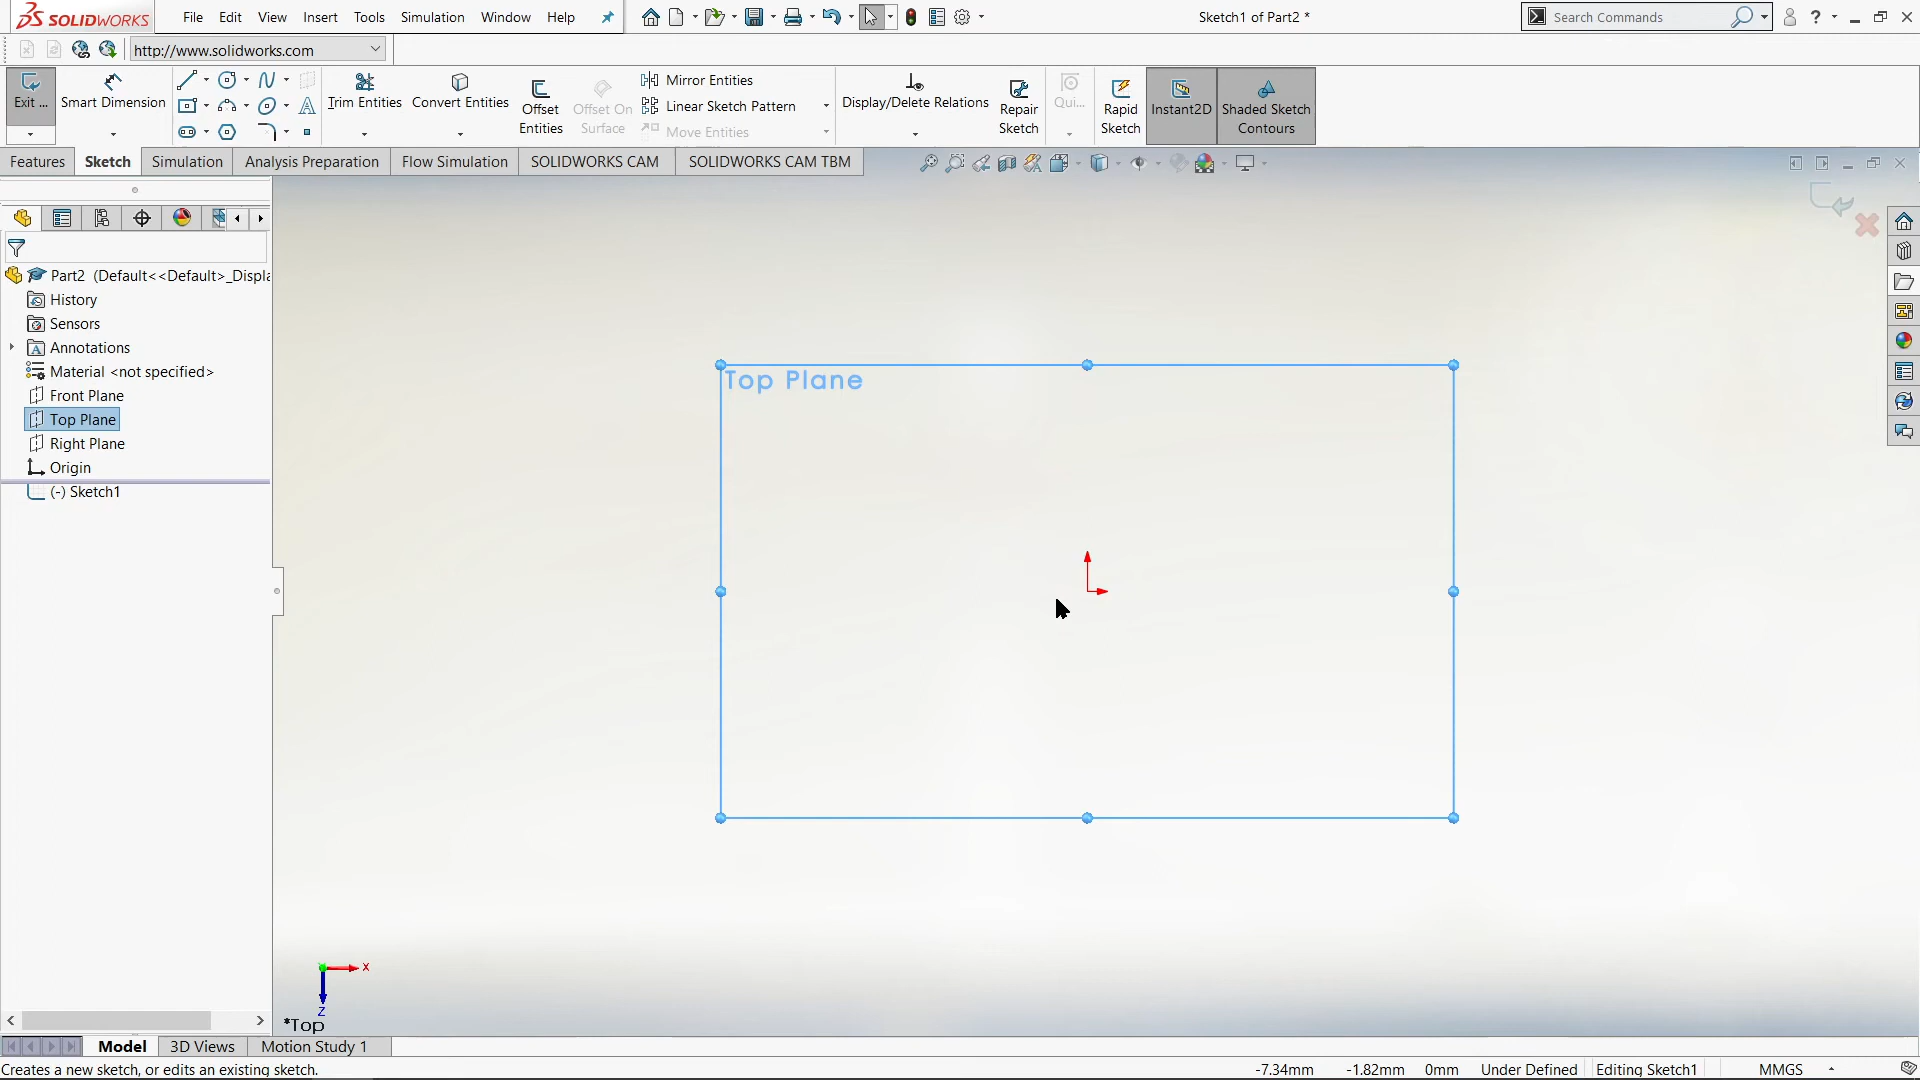 SOLIDWORKS File Edit View Insert Tools Simulation Window Help Sketch1 of Part2 * Search Commands
http://www.solidworks.com
Exit ... Smart Dimension Trim Entities Convert Entities Offset Entities Offset On Surface Mirror Entities Linear Sketch Pattern Move Entities Display/Delete Relations Repair Sketch Qui... Rapid Sketch Instant2D Shaded Sketch Contours
Features Sketch Simulation Analysis Preparation Flow Simulation SOLIDWORKS CAM SOLIDWORKS CAM TBM
Part2 (Default<<Default>_Displa
History
Sensors
Annotations
Material <not specified>
Front Plane
Top Plane
Right Plane
Origin
(-) Sketch1
Top Plane
X
Z
*Top
Model 3D Views Motion Study 1
Creates a new sketch, or edits an existing sketch. -7.34mm -1.82mm 0mm Under Defined Editing Sketch1 MMGS